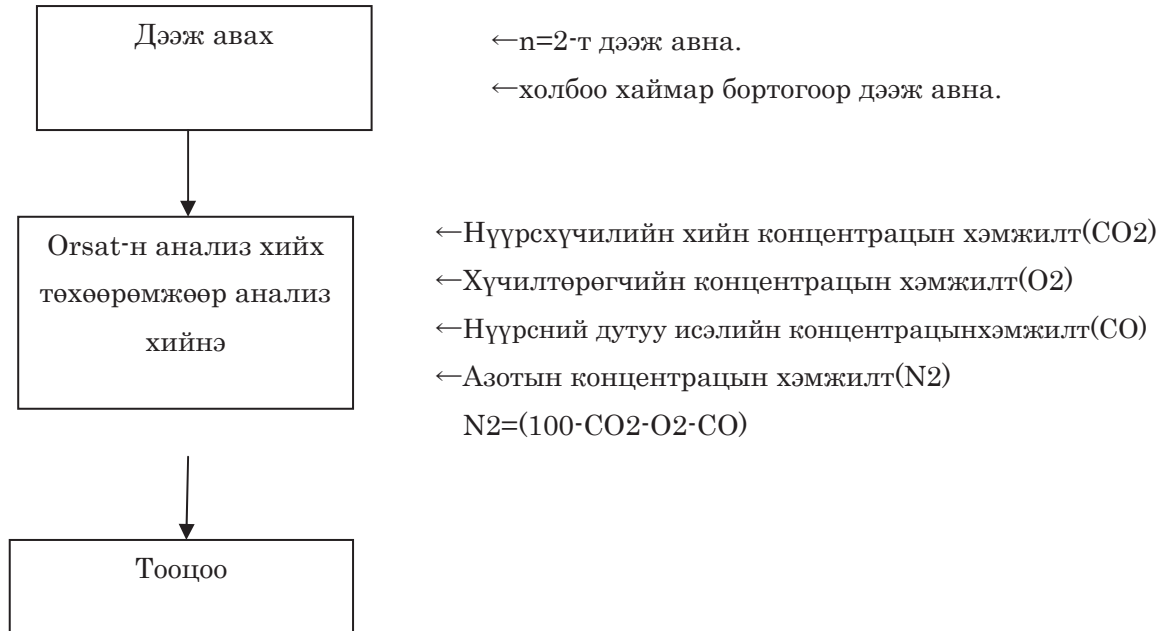 Дээж авах
←n=2-т дээж авна.
←холбоо хаймар бортогоор дээж авна.
Orsat-н анализ хийх
төхөөрөмжөөр анализ
хийнэ
←Нүүрсхүчилийн хийн концентрацын хэмжилт(CO2)
←Хүчилтөрөгчийн концентрацын хэмжилт(O2)
←Нүүрсний дутуу исэлийн концентрацынхэмжилт(CO)
←Азотын концентрацын хэмжилт(N2)
N2=(100-CO2-O2-CO)
Тооцоо